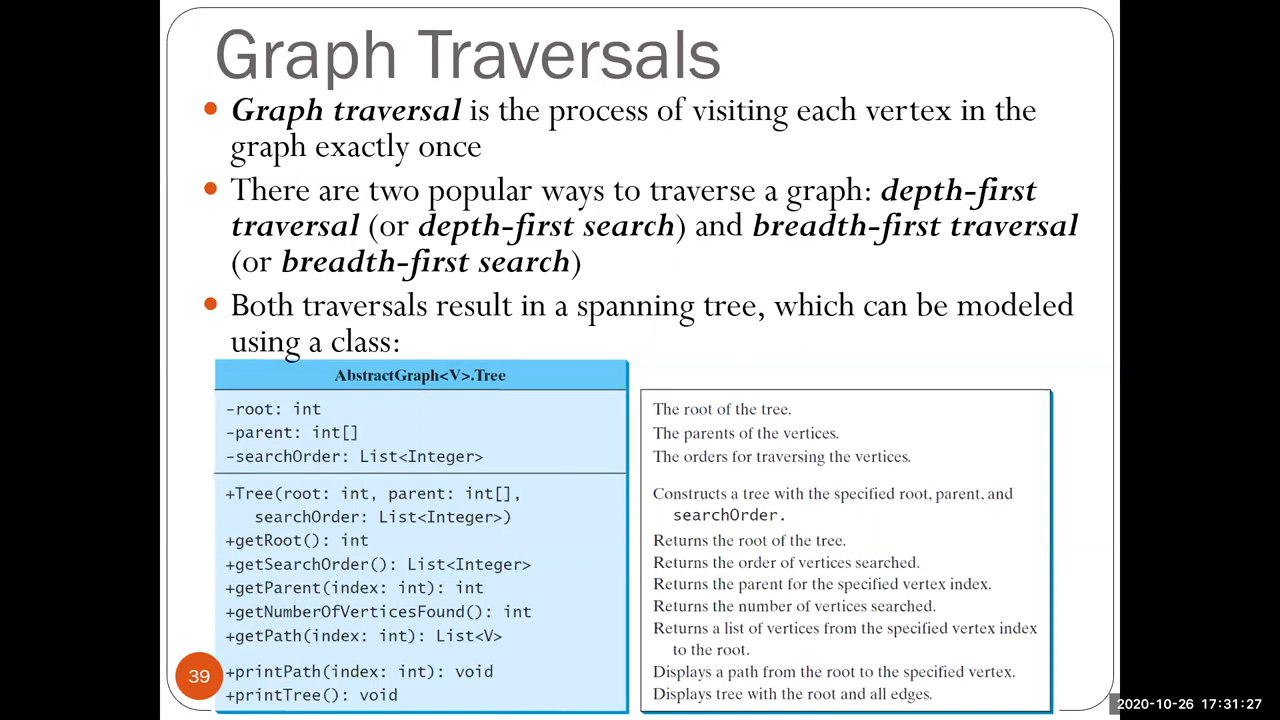 Graph Traversals
• Graph traversal is the process of visiting each vertex in the
graph exactly once
• There are two popular ways to traverse a graph: depth-first
traversal (or depth-first search) and breadth-first traversal
(or breadth-first search)
• Both traversals result in a spanning tree, which can be modeled
using a class:
AbstractGraph<V>.Tree
-root: int
-parent: int[]
-searchOrder: List<Integer>
+Tree(root: int, parent: int[],
searchOrder: List<Integer>)
+getRoot(): int
+getSearchOrder(): List<Integer>
+getParent(index: int): int
+getNumberOfVerticesFound(): int
+getPath(index: int): List<V>
+printPath(index: int): void
+printTree(): void
The root of the tree.
The parents of the vertices.
The orders for traversing the vertices.
Constructs a tree with the specified root, parent, and
searchOrder.
Returns the root of the tree.
Returns the order of vertices searched.
Returns the parent for the specified vertex index.
Returns the number of vertices searched.
Returns a list of vertices from the specified vertex index
to the root.
Displays a path from the root to the specified vertex.
Displays tree with the root and all edges.
39
2020-10-26 17:31:27